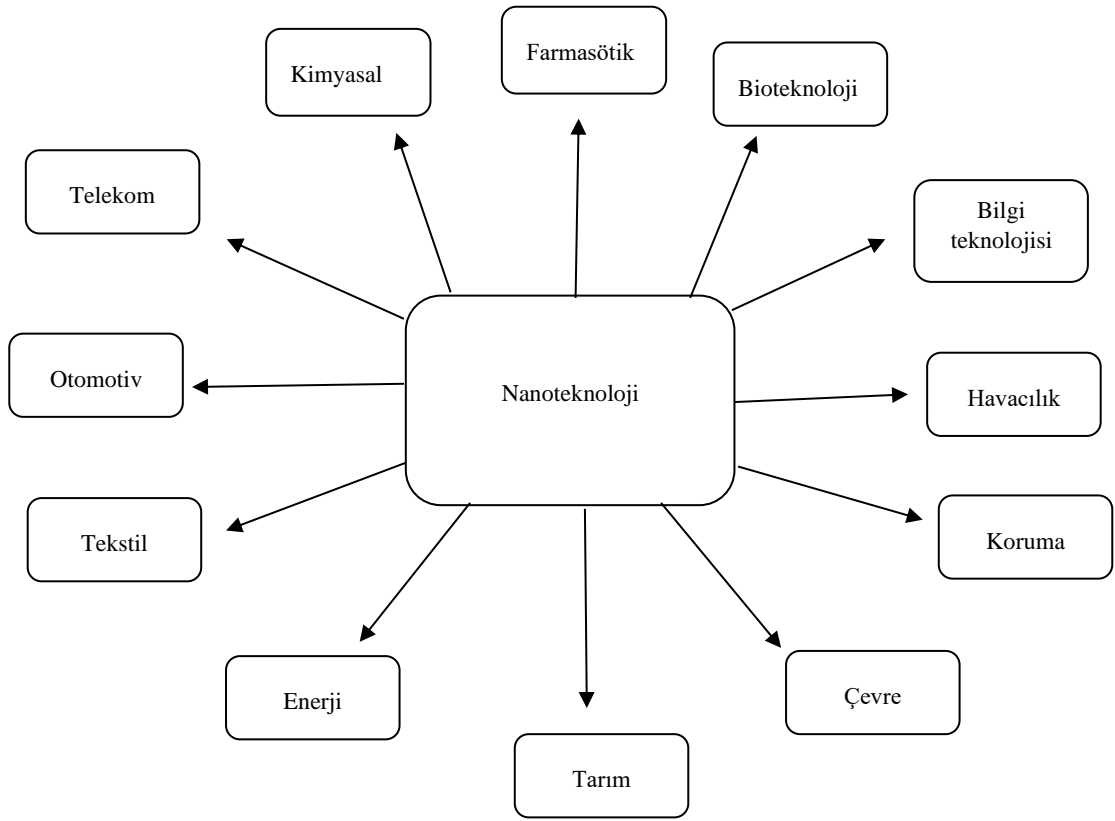 Farmasötik
Kimyasal
Bioteknoloji
Telekom
Bilgi
teknolojisi
Otomotiv
Nanoteknoloji
Havacılık
Tekstil
Koruma
Enerji
Çevre
Tarım